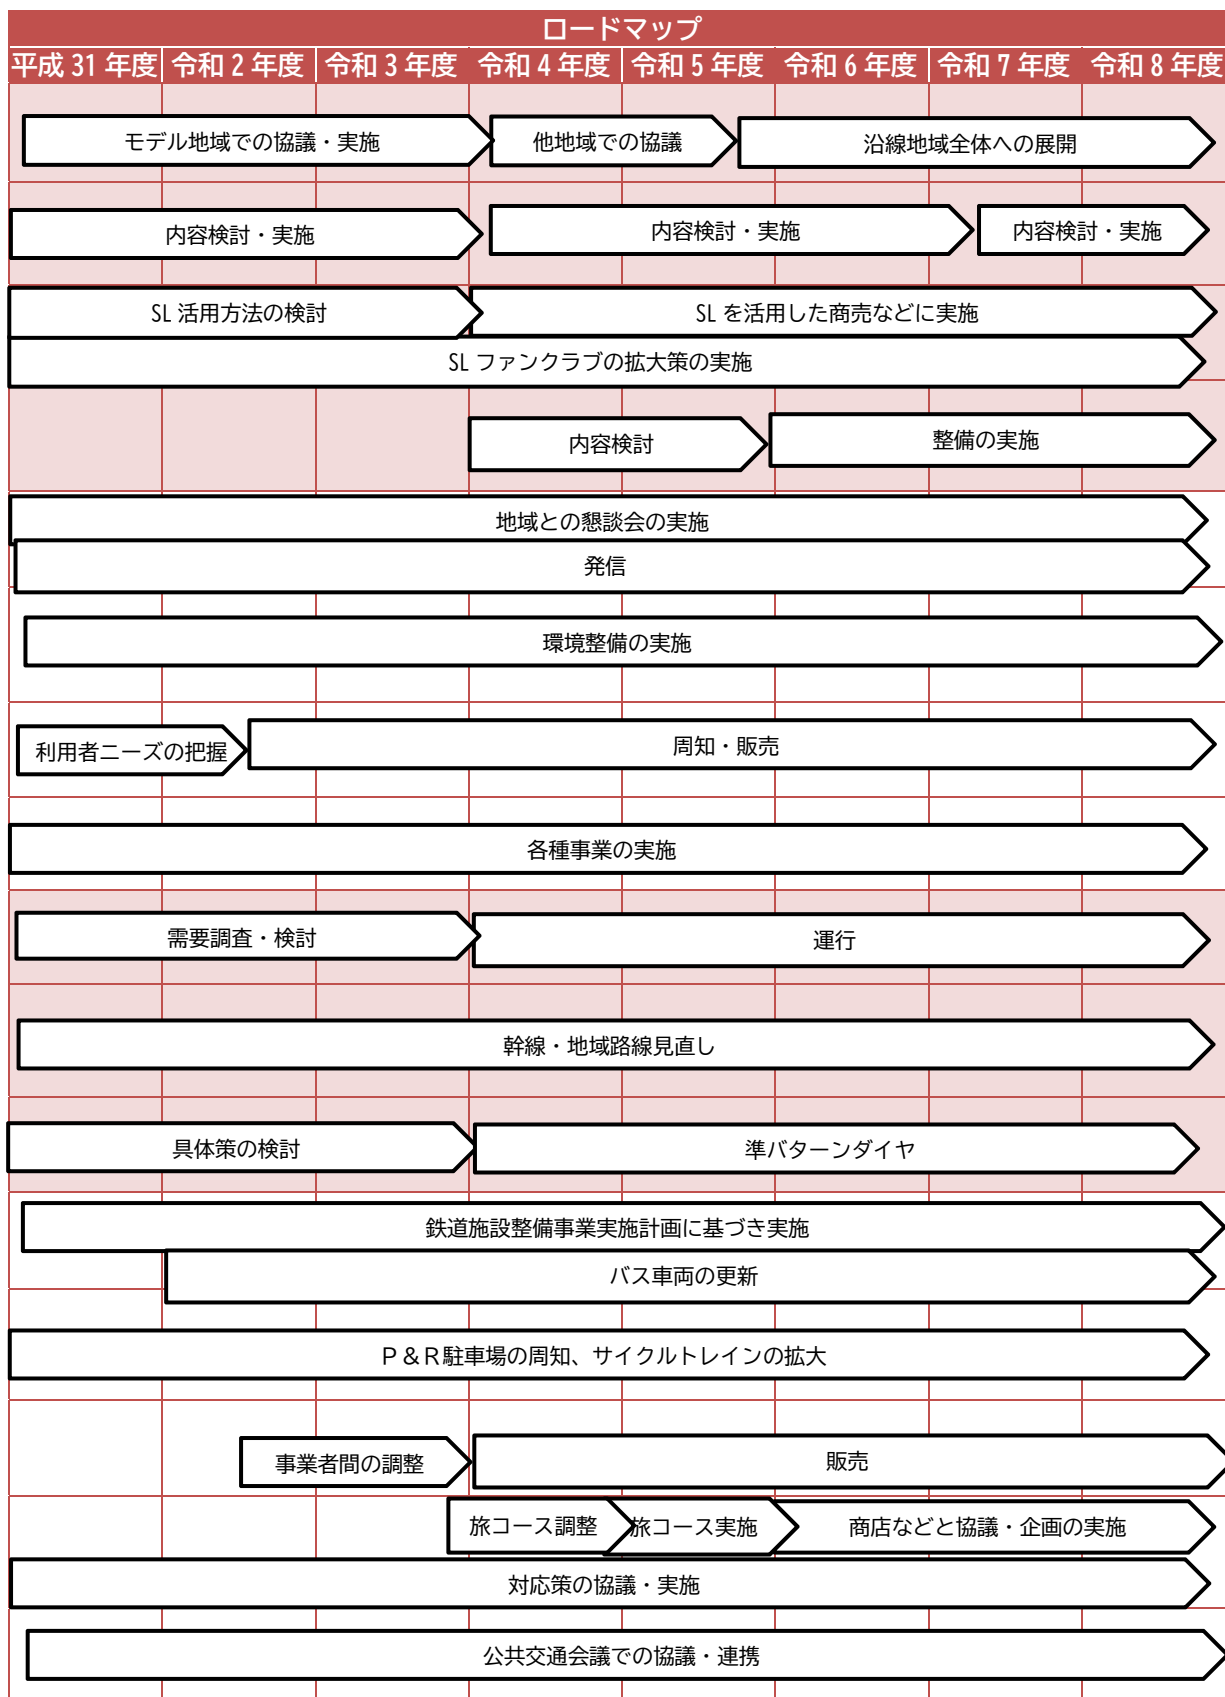 ロードマップ
平成 31 年度 令和 2 年度 令和 3 年度 令和 4 年度 令和 5 年度 令和 6 年度 令和 7 年度 令和 8 年度
モデル地域での協議・実施 他地域での協議 沿線地域全体への展開
内容検討・実施 内容検討・実施 内容検討・実施
SL 活用方法の検討 SL を活用した商売などに実施
SL ファンクラブの拡大策の実施
内容検討 整備の実施
地域との懇談会の実施
発信
環境整備の実施
利用者ニーズの把握 周知・販売
各種事業の実施
需要調査・検討 運行
幹線・地域路線見直し
具体策の検討 準バターンダイヤ
鉄道施設整備事業実施計画に基づき実施
バス車両の更新
P＆R駐車場の周知、サイクルトレインの拡大
事業者間の調整 販売
旅コース調整 旅コース実施 商店などと協議・企画の実施
対応策の協議・実施
公共交通会議での協議・連携